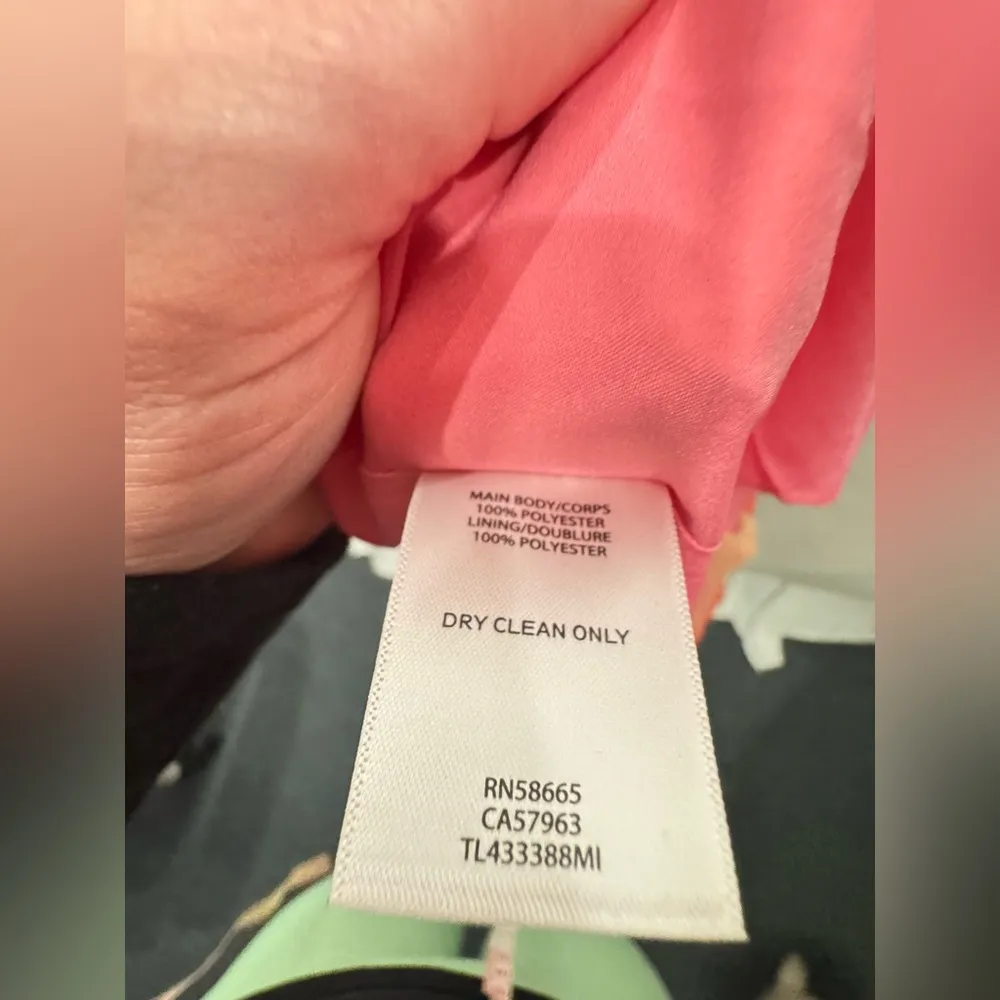 MAIN BODY/CORPS
100% POLYESTER
LINING/DOUBLURE
100% POLYESTER
DRY CLEAN ONLY
RN58665
CA57963
TL433388MI